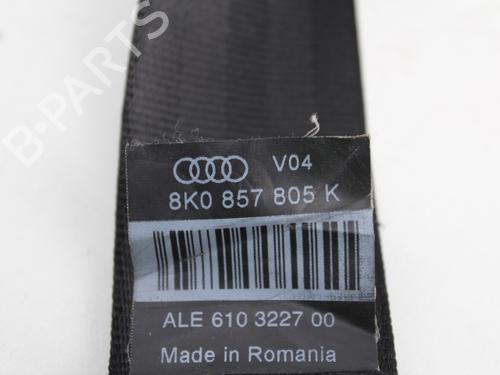 B-PARTS
V04
8K0 857 805 K
ALE 610 3227 00
Made in Romania